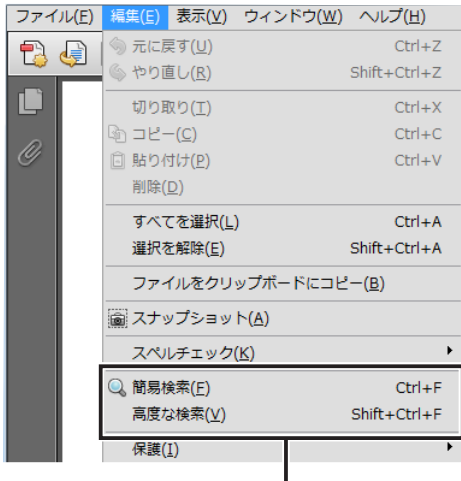 ファイル(F) 編集(E) 表示(V) ウィンドウ(W) ヘルプ(H)
元に戻す(U) Ctrl+Z
やり直し(R) Shift+Ctrl+Z
切り取り(T) Ctrl+X
コピー(C) Ctrl+C
貼り付け(P) Ctrl+V
削除(D)
すべてを選択(L) Ctrl+A
選択を解除(E) Shift+Ctrl+A
ファイルをクリップボードにコピー(B)
スナップショット(A)
スペルチェック(K)
簡易検索(F) Ctrl+F
高度な検索(V) Shift+Ctrl+F
保護(I)